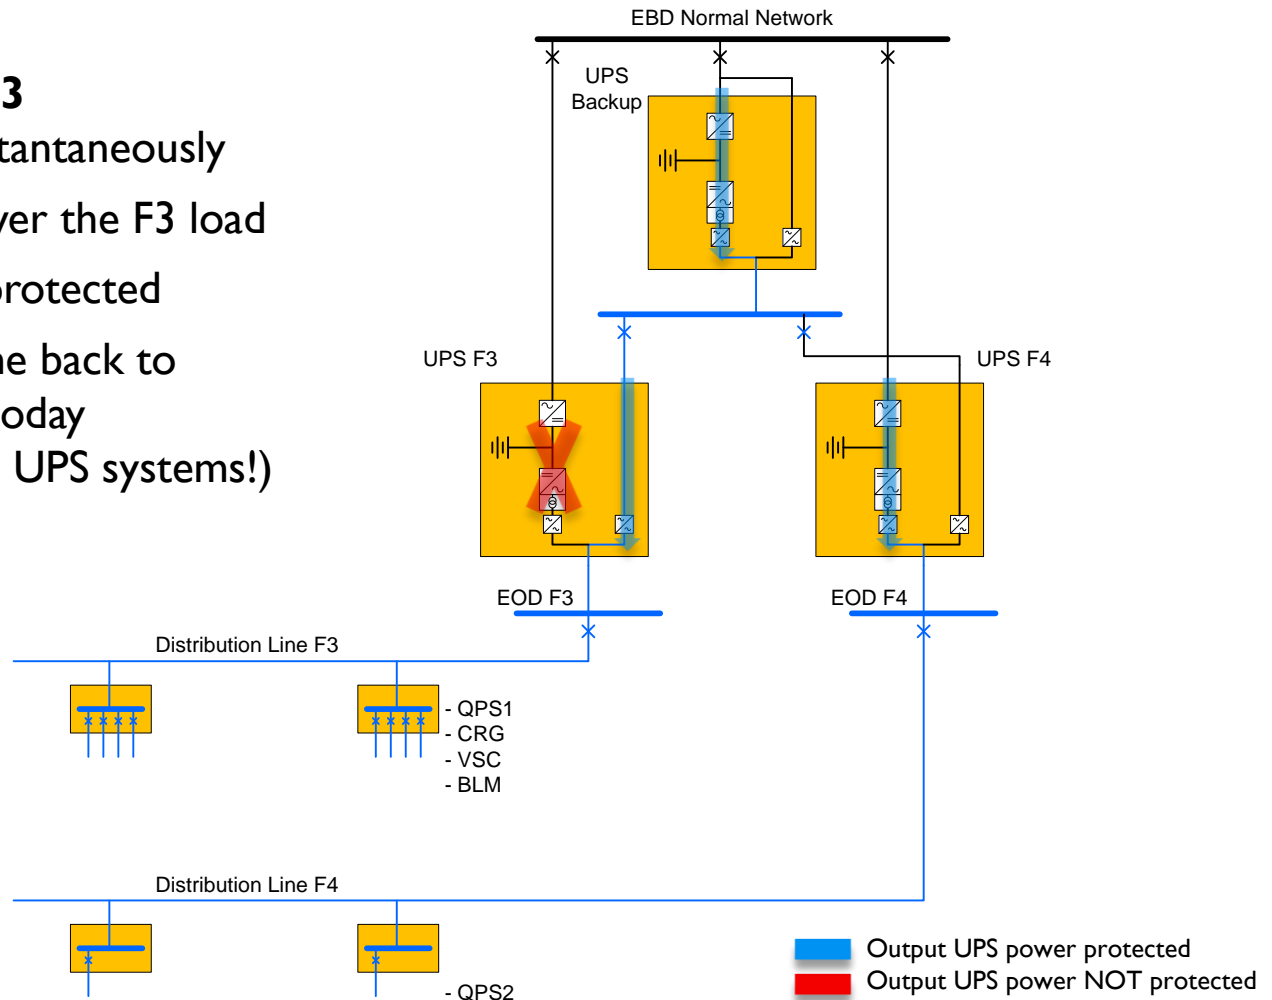 EBD Normal Network
3
UPS
Backup
tantaneously
ver the F3 load
protected
ne back to
oday
UPS systems!)
UPS F3
UPS F4
EOD F3
EOD F4
Distribution Line F3
- QPS1
- CRG
- VSC
- BLM
Distribution Line F4
- QPS2
Output UPS power protected
Output UPS power NOT protected